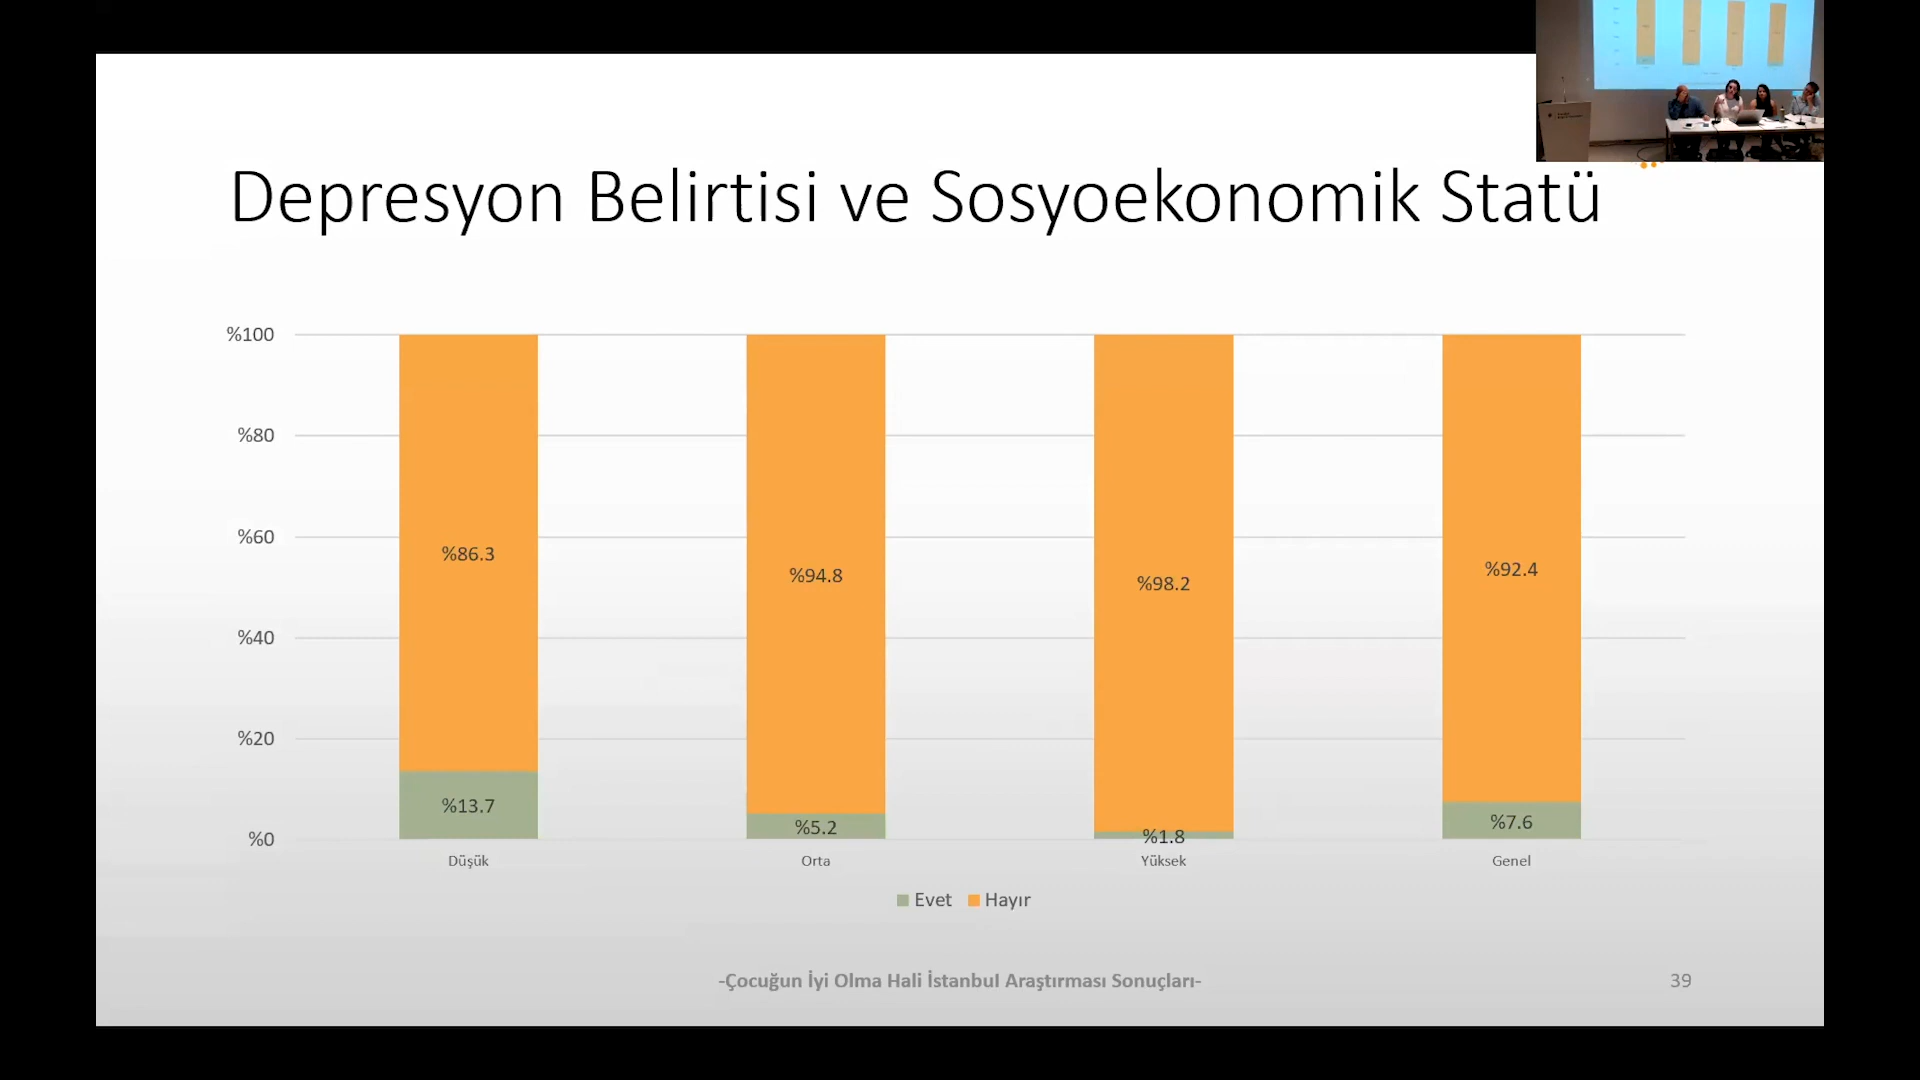 Depresyon Belirtisi ve Sosyoekonomik Statü
%100
%80
%60
%40
%20
%0
%86.3
%94.8
%98.2
%92.4
%13.7
%5.2
%1.8
%7.6
Düşük
Orta
Yüksek
Genel
Evet
Hayır
-Çocuğun İyi Olma Hali İstanbul Araştırması Sonuçları-
39